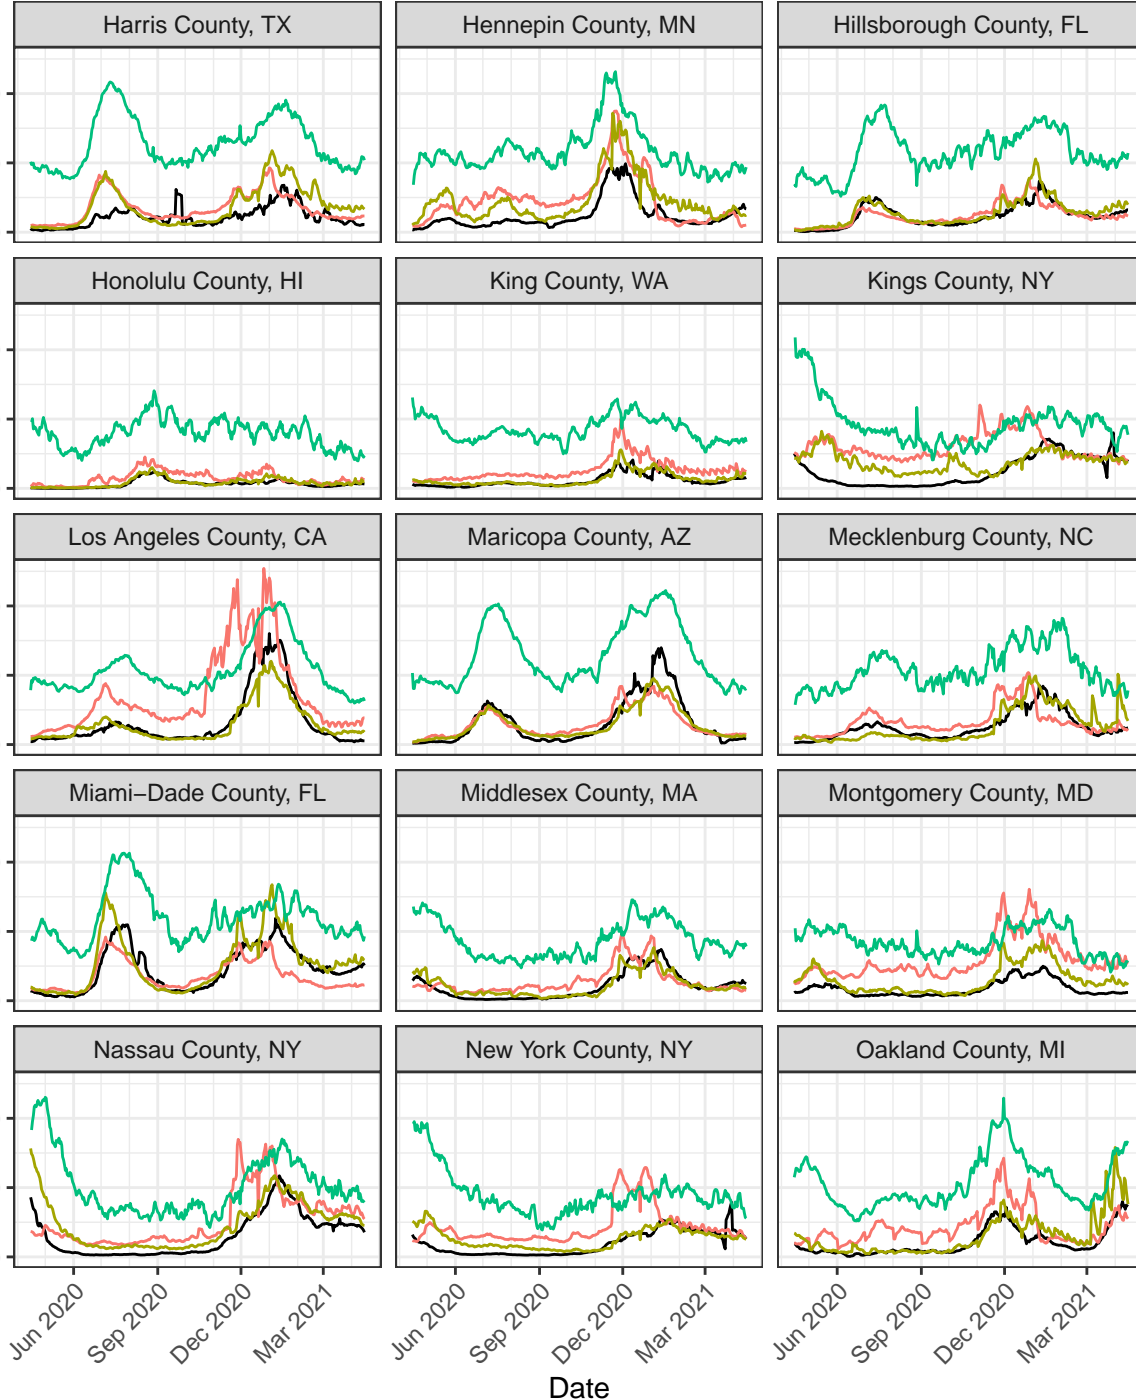 Harris County, TX
Hennepin County, MN
Hillsborough County, FL
Honolulu County, HI
King County, WA
Kings County, NY
Los Angeles County, CA
Maricopa County, AZ
Mecklenburg County, NC
Miami−Dade County, FL
Middlesex County, MA
Montgomery County, MD
Nassau County, NY
New York County, NY
Oakland County, MI
Jun 2020
Sep 2020
Dec 2020
Mar 2021
Jun 2020
Sep 2020
Dec 2020
Mar 2021
Jun 2020
Sep 2020
Dec 2020
Mar 2021
Date